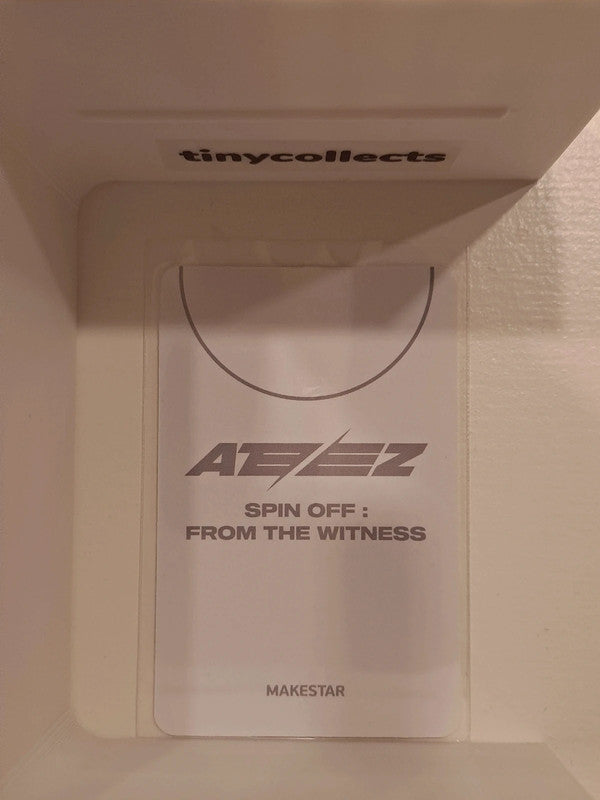 tinycollects
ATEEZ
SPIN OFF :
FROM THE WITNESS
MAKESTAR